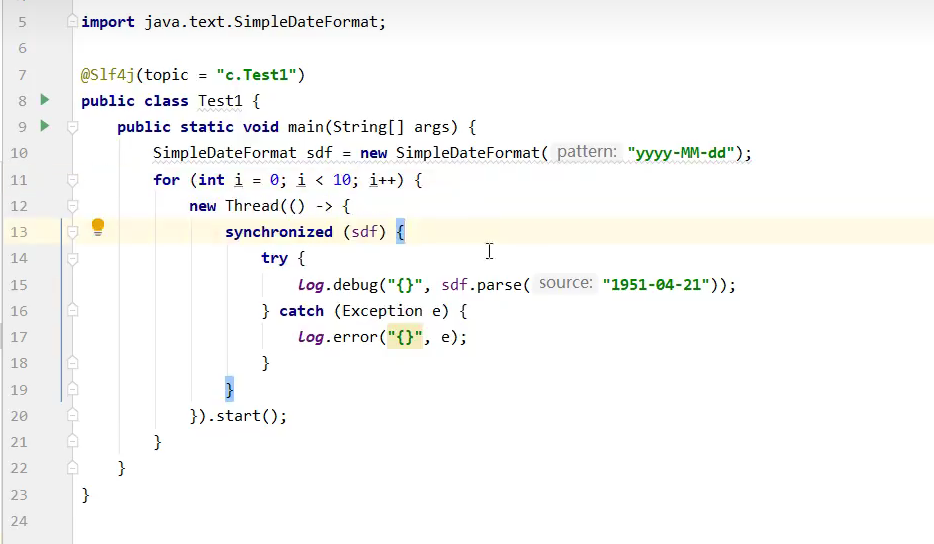 5 import java.text.SimpleDateFormat;
6
7 @Slf4j(topic = "c.Test1")
8 public class Test1 {
9     public static void main(String[] args) {
10         SimpleDateFormat sdf = new SimpleDateFormat( pattern: "yyyy-MM-dd");
11         for (int i = 0; i < 10; i++) {
12             new Thread(() -> {
13                 synchronized (sdf) {
14                     try {
15                         log.debug("{}", sdf.parse( source: "1951-04-21"));
16                     } catch (Exception e) {
17                         log.error("{}", e);
18                     }
19                 }
20             }).start();
21         }
22     }
23 }
24